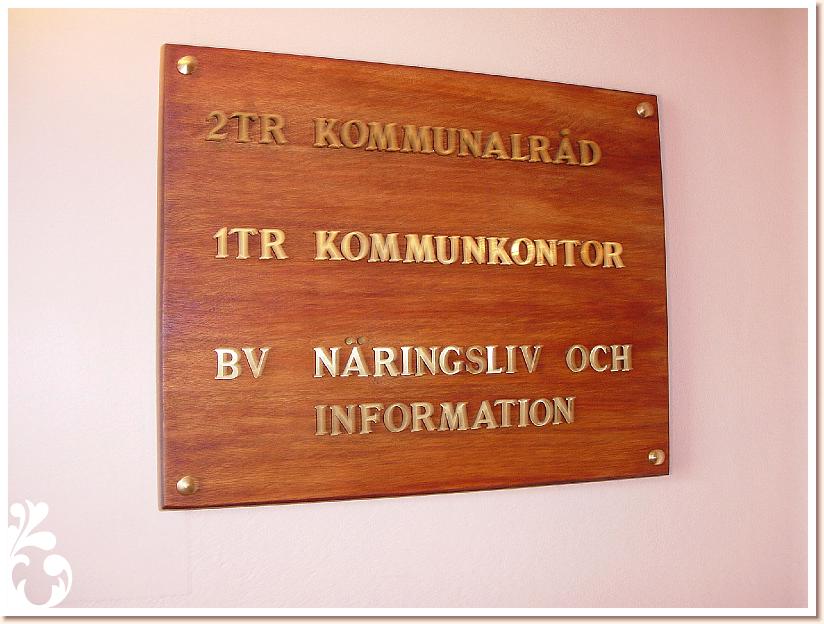 2TR KOMMUNALRÅD
1TR KOMMUNKONTOR
BV NÄRINGSLIV OCH
INFORMATION